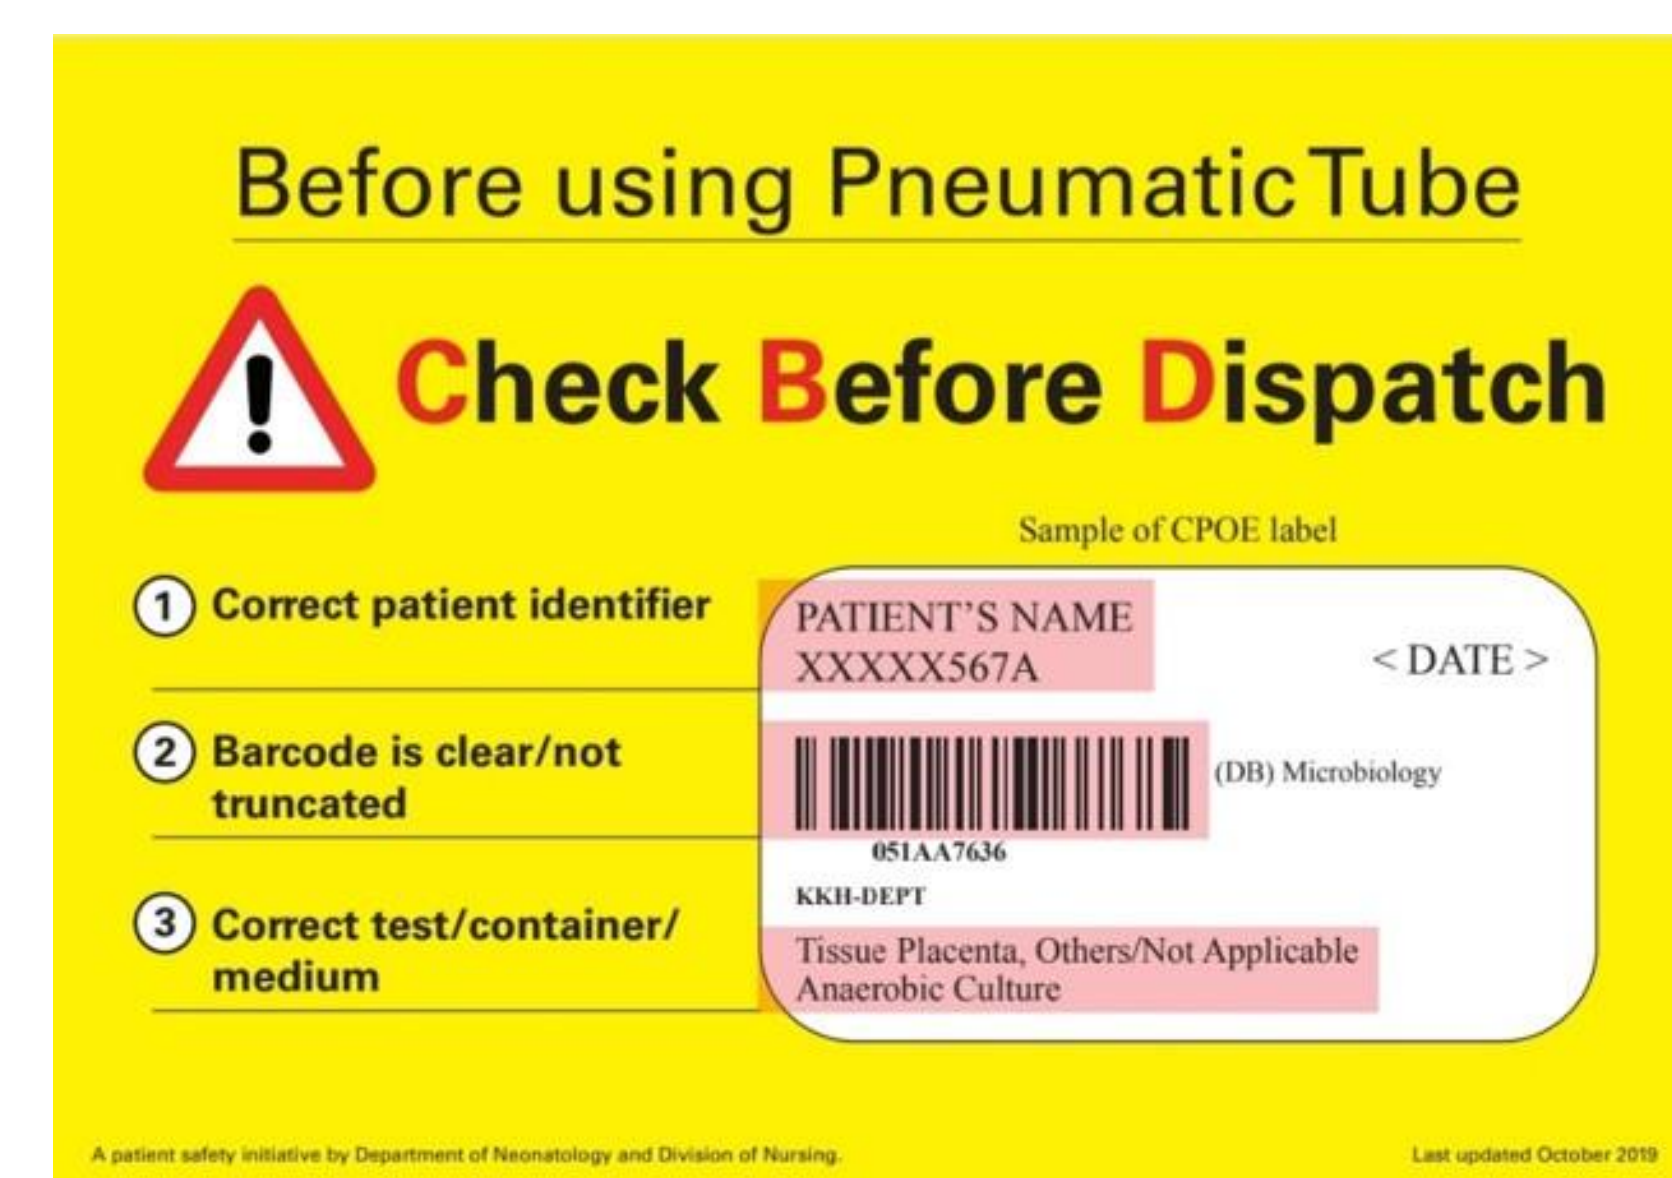 Before using Pneumatic Tube
!
Check Before Dispatch
Sample of CPOE label
1 Correct patient identifier
PATIENT'S NAME
XXXXX567A
< DATE >
2 Barcode is clear/not
truncated
(DB) Microbiology
051AA7636
KKH-DEPT
3 Correct test/container/
medium
Tissue Placenta, Others/Not Applicable
Anaerobic Culture
A patient safety initiative by Department of Neonatology and Division of Nursing.
Last updated October 2019